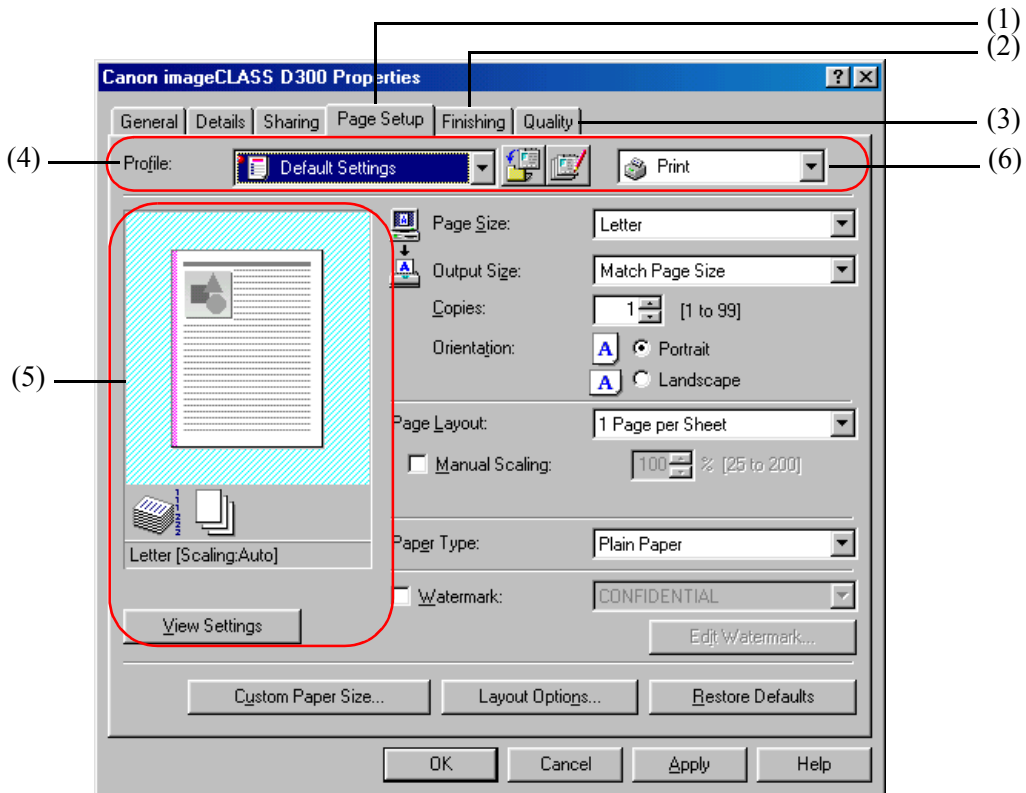 (1)
(2)
Canon imageCLASS D300 Properties
General Details Sharing Page Setup Finishing Quality
(3)
(4)
Profile: Default Settings Print
(6)
Page Size: Letter
Output Size: Match Page Size
Copies: 1 [1 to 99]
Orientation: A Portrait
A Landscape
(5)
Page Layout: 1 Page per Sheet
Manual Scaling: 100 % [25 to 200]
Letter [Scaling:Auto]
Paper Type: Plain Paper
Watermark: CONFIDENTIAL
View Settings
Edit Watermark...
Custom Paper Size... Layout Options... Restore Defaults
OK Cancel Apply Help